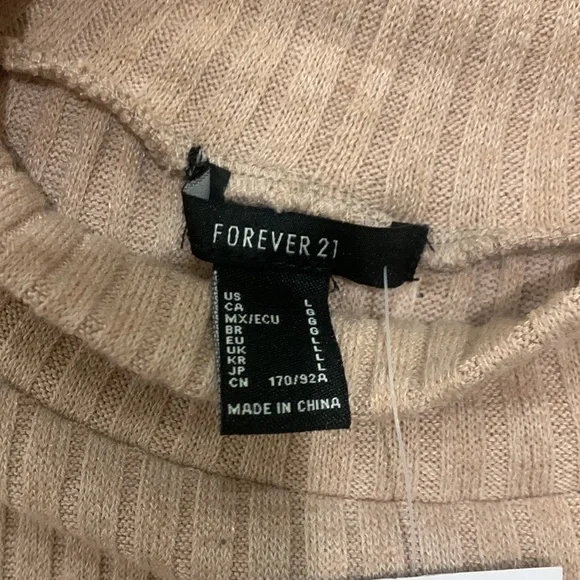 FOREVER 21
US L
CA G
MX/ECU G
BR G
EU L
UK L
KR L
JP L
CN 170/92A
MADE IN CHINA